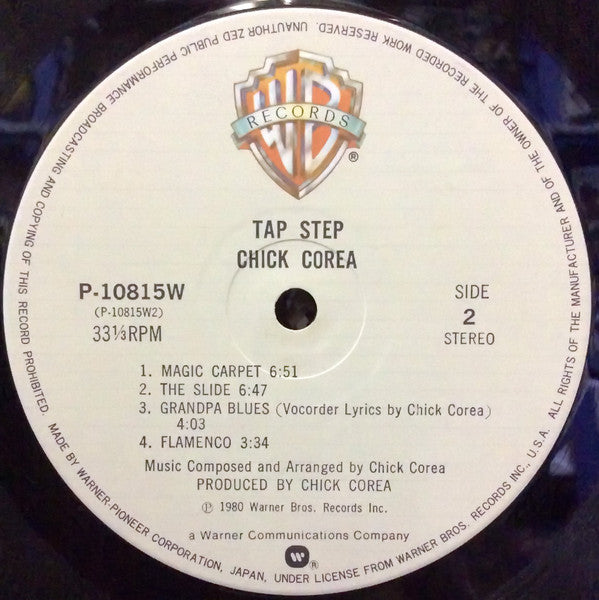 WB
RECORDS
®
TAP STEP
CHICK COREA
P-10815W
(P-10815W2)
33⅓RPM
SIDE
2
STEREO
1. MAGIC CARPET 6:51
2. THE SLIDE 6:47
3. GRANDPA BLUES (Vocorder Lyrics by Chick Corea)
4:03
4. FLAMENCO 3:34
Music Composed and Arranged by Chick Corea
PRODUCED BY CHICK COREA
℗ 1980 Warner Bros. Records Inc.
a Warner Communications Company
MADE BY WARNER-PIONEER CORPORATION, JAPAN, UNDER LICENSE FROM WARNER BROS. RECORDS INC., U.S.A. ALL RIGHTS OF THE MANUFACTURER AND OF THE OWNER OF THE RECORDED WORK RESERVED. UNAUTHORIZED PUBLIC PERFORMANCE BROADCASTING AND COPYING OF THIS RECORD PROHIBITED.